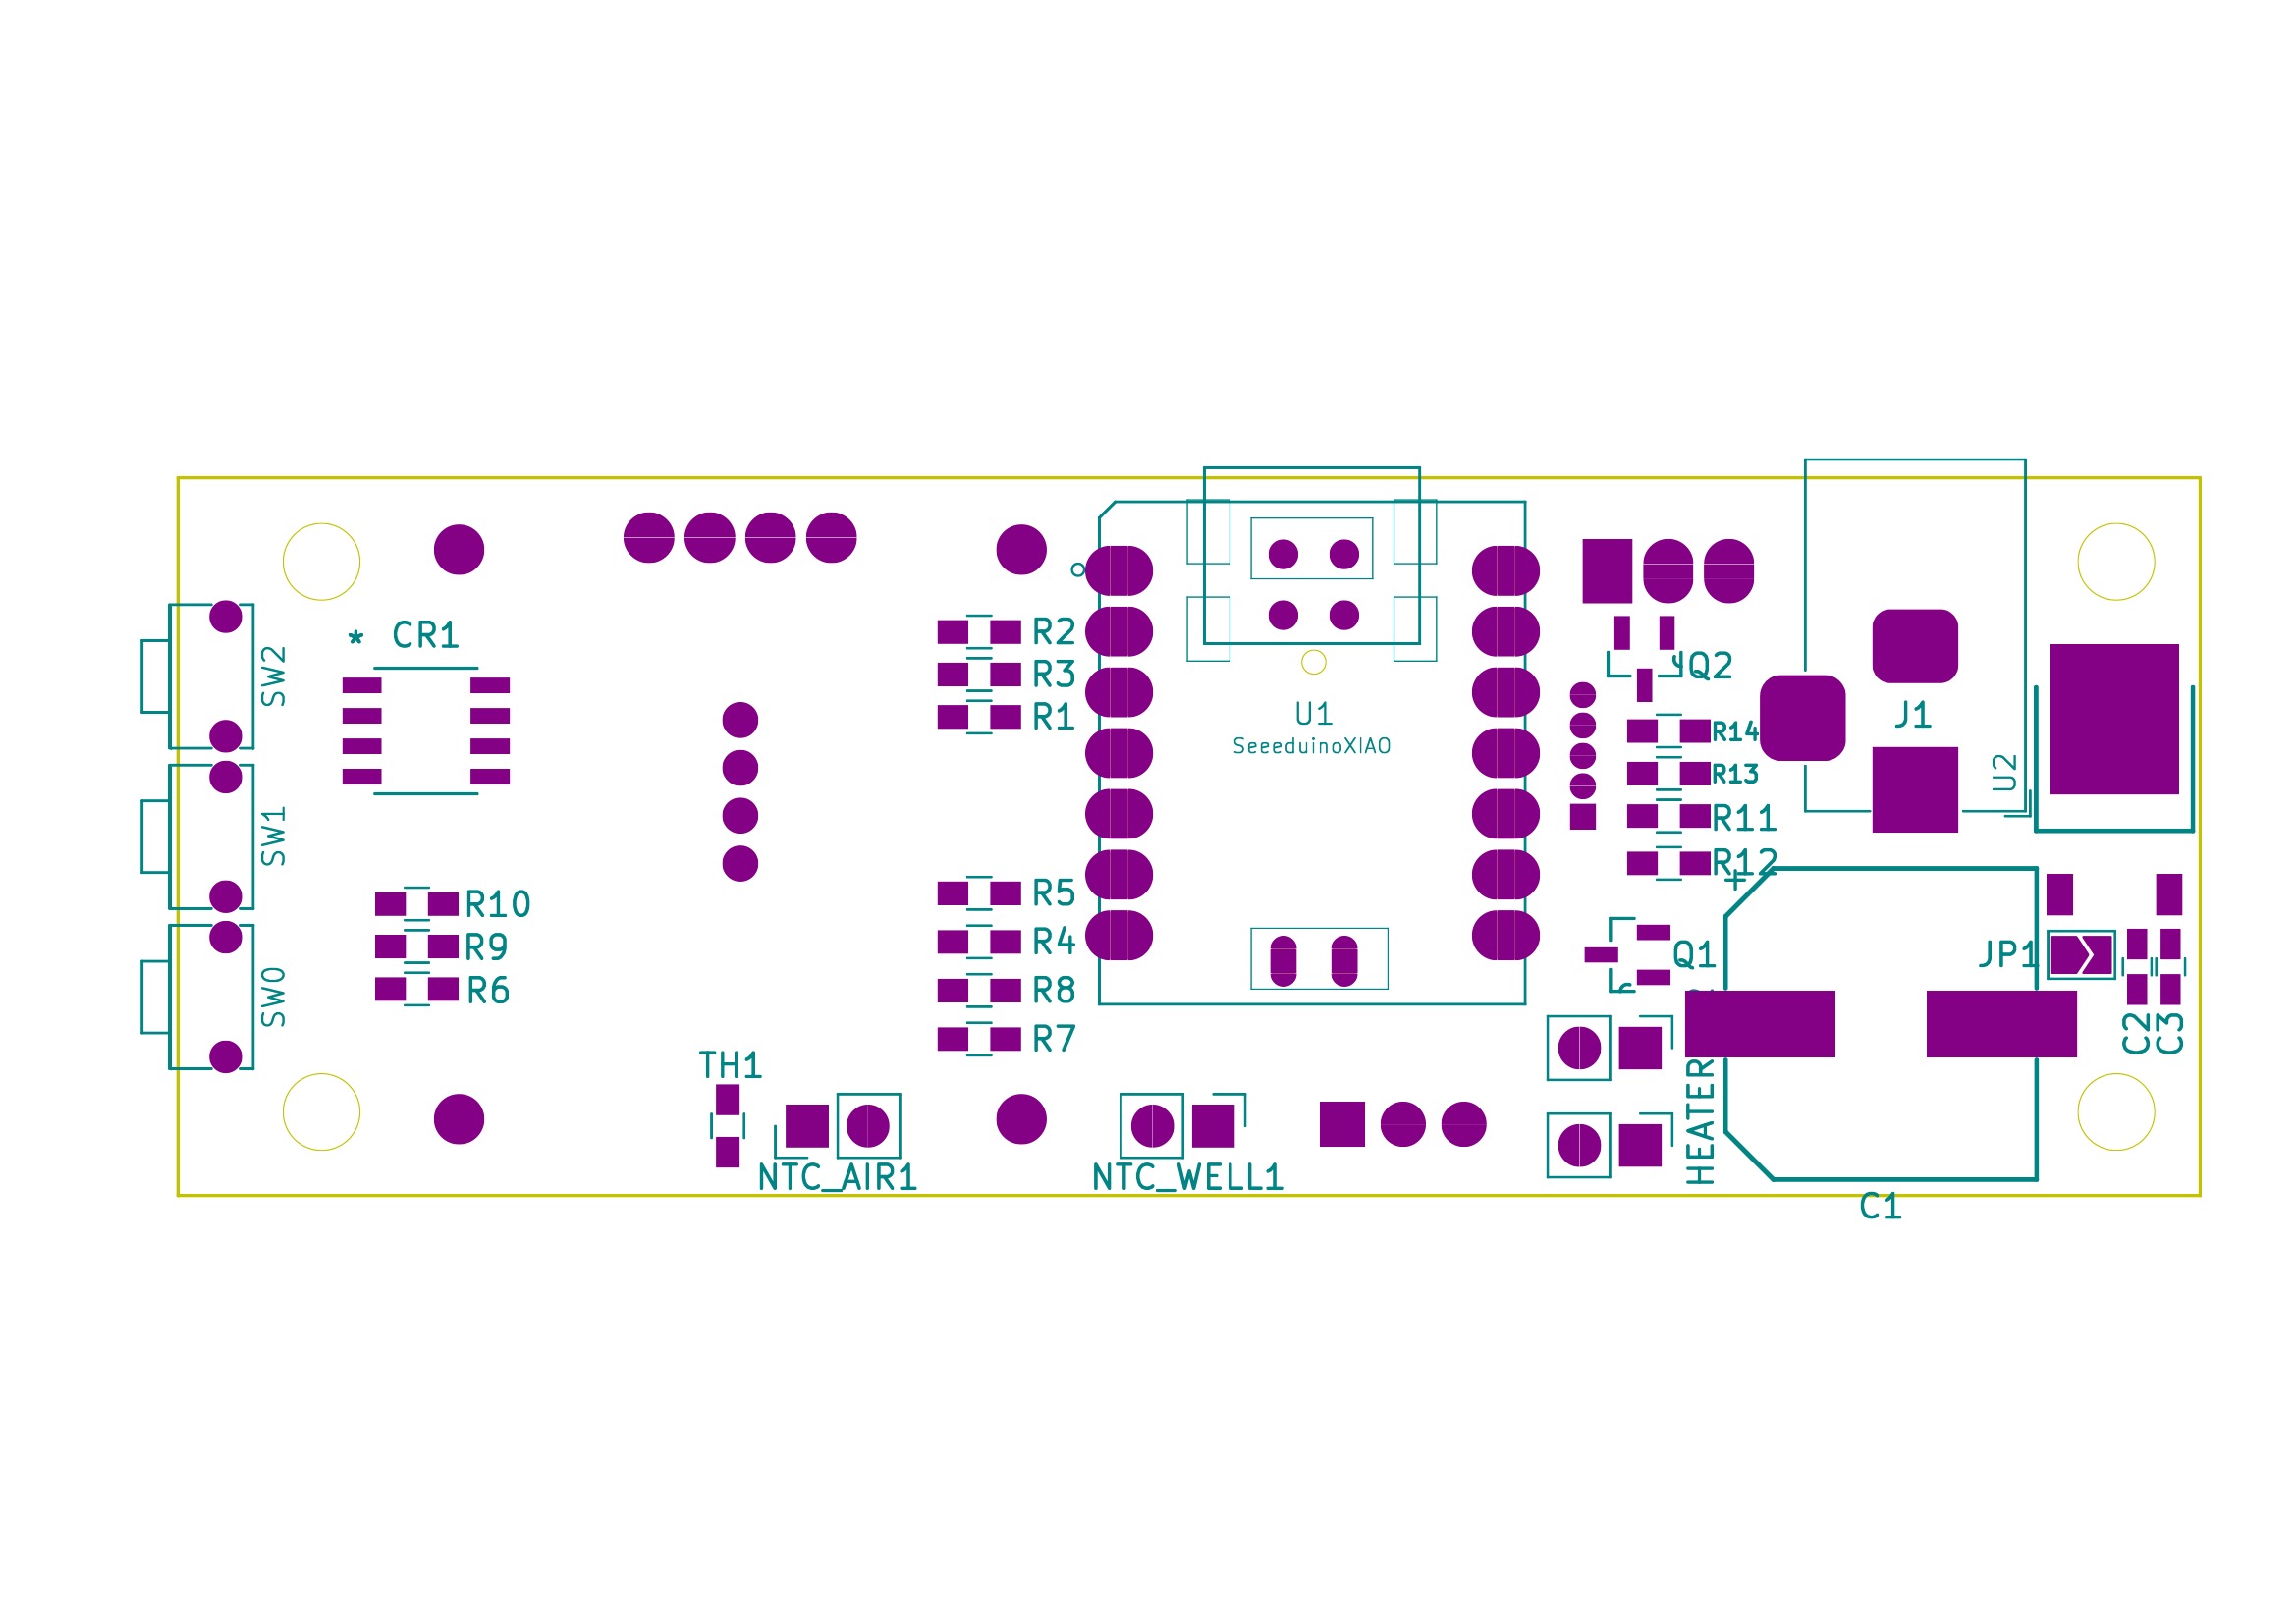 * CR1
SW2
R2
R3
R1
U1
SeeeduinoXIAO
Q2
J1
R14
R13
R11
R12
U2
SW1
+
R10
R9
R6
SW0
R5
R4
R8
R7
Q1
JP1
C2
C3
TH1
NTC_AIR1
NTC_WELL1
HEATER
C1